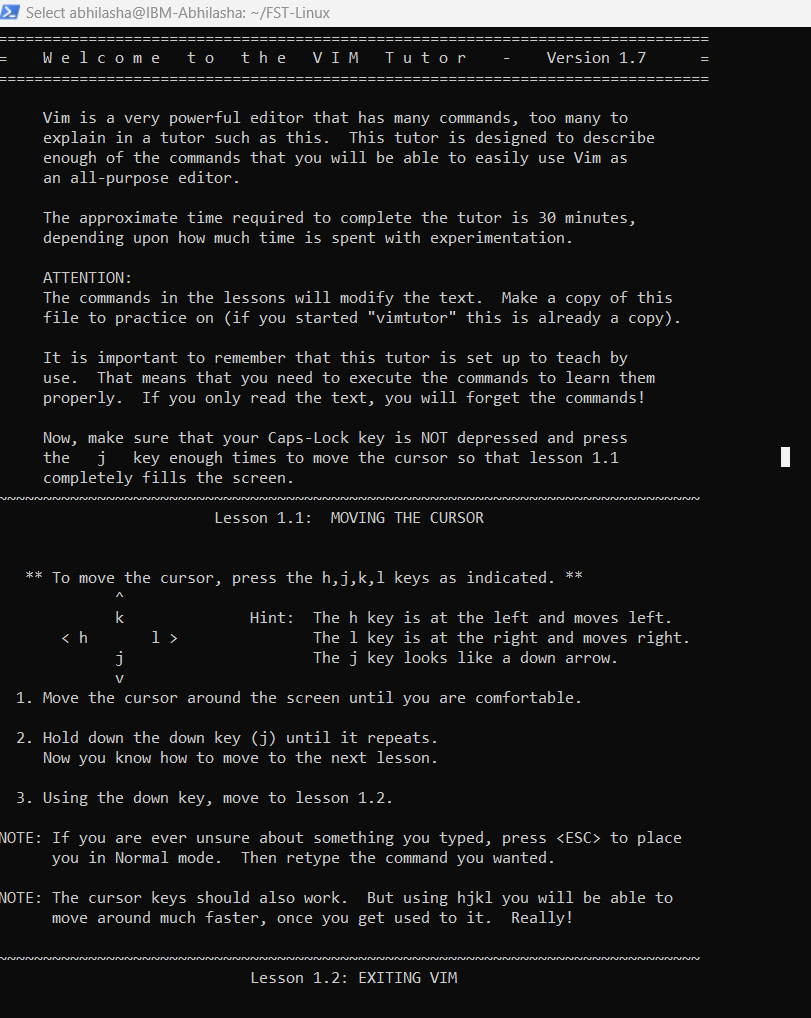 Select abhilasha@IBM-Abhilasha: ~/FST-Linux
===============================================================================
=    W e l c o m e   t o   t h e   V I M   T u t o r    -    Version 1.7      =
===============================================================================
Vim is a very powerful editor that has many commands, too many to
explain in a tutor such as this.  This tutor is designed to describe
enough of the commands that you will be able to easily use Vim as
an all-purpose editor.
The approximate time required to complete the tutor is 30 minutes,
depending upon how much time is spent with experimentation.
ATTENTION:
The commands in the lessons will modify the text.  Make a copy of this
file to practice on (if you started "vimtutor" this is already a copy).
It is important to remember that this tutor is set up to teach by
use.  That means that you need to execute the commands to learn them
properly.  If you only read the text, you will forget the commands!
Now, make sure that your Caps-Lock key is NOT depressed and press
the   j   key enough times to move the cursor so that lesson 1.1
completely fills the screen.
~~~~~~~~~~~~~~~~~~~~~~~~~~~~~~~~~~~~~~~~~~~~~~~~~~~~~~~~~~~~~~~~~~~~~~~~~~~~~~
Lesson 1.1:  MOVING THE CURSOR
** To move the cursor, press the h,j,k,l keys as indicated. **
^
k              Hint:  The h key is at the left and moves left.
< h       l >               The l key is at the right and moves right.
j                     The j key looks like a down arrow.
v
1. Move the cursor around the screen until you are comfortable.
2. Hold down the down key (j) until it repeats.
Now you know how to move to the next lesson.
3. Using the down key, move to lesson 1.2.
NOTE: If you are ever unsure about something you typed, press <ESC> to place
you in Normal mode.  Then retype the command you wanted.
NOTE: The cursor keys should also work.  But using hjkl you will be able to
move around much faster, once you get used to it.  Really!
~~~~~~~~~~~~~~~~~~~~~~~~~~~~~~~~~~~~~~~~~~~~~~~~~~~~~~~~~~~~~~~~~~~~~~~~~~~~~~
Lesson 1.2: EXITING VIM